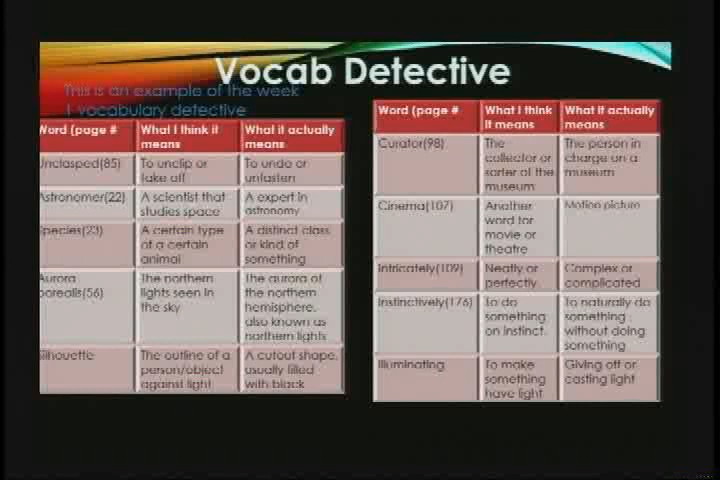 Vocab Detective
This is an example of the week
1 vocabulary detective
Word (page # What I think it means What it actually means
Unclasped(85) To unclip or take off To undo or unfasten
Astronomer(22) A scientist that studies space A expert in astronomy
Species(23) A certain type of a certain animal A distinct class or kind of something
Aurora borealis(56) The northern lights seen in the sky The aurora of the northern hemisphere, also known as northern lights
Silhouette The outline of a person/object against light A cutout shape, usually filled with black
Word (page # What I think it means What it actually means
Curator(98) The collector or sorter of the museum The person in charge on a museum
Cinema(107) Another word for movie or theatre Motion picture
Intricately(109) Neatly or perfectly. Complex or complicated
Instinctively(176) To do something on instinct. To naturally do something without doing something
Illuminating To make something have light Giving off or casting light